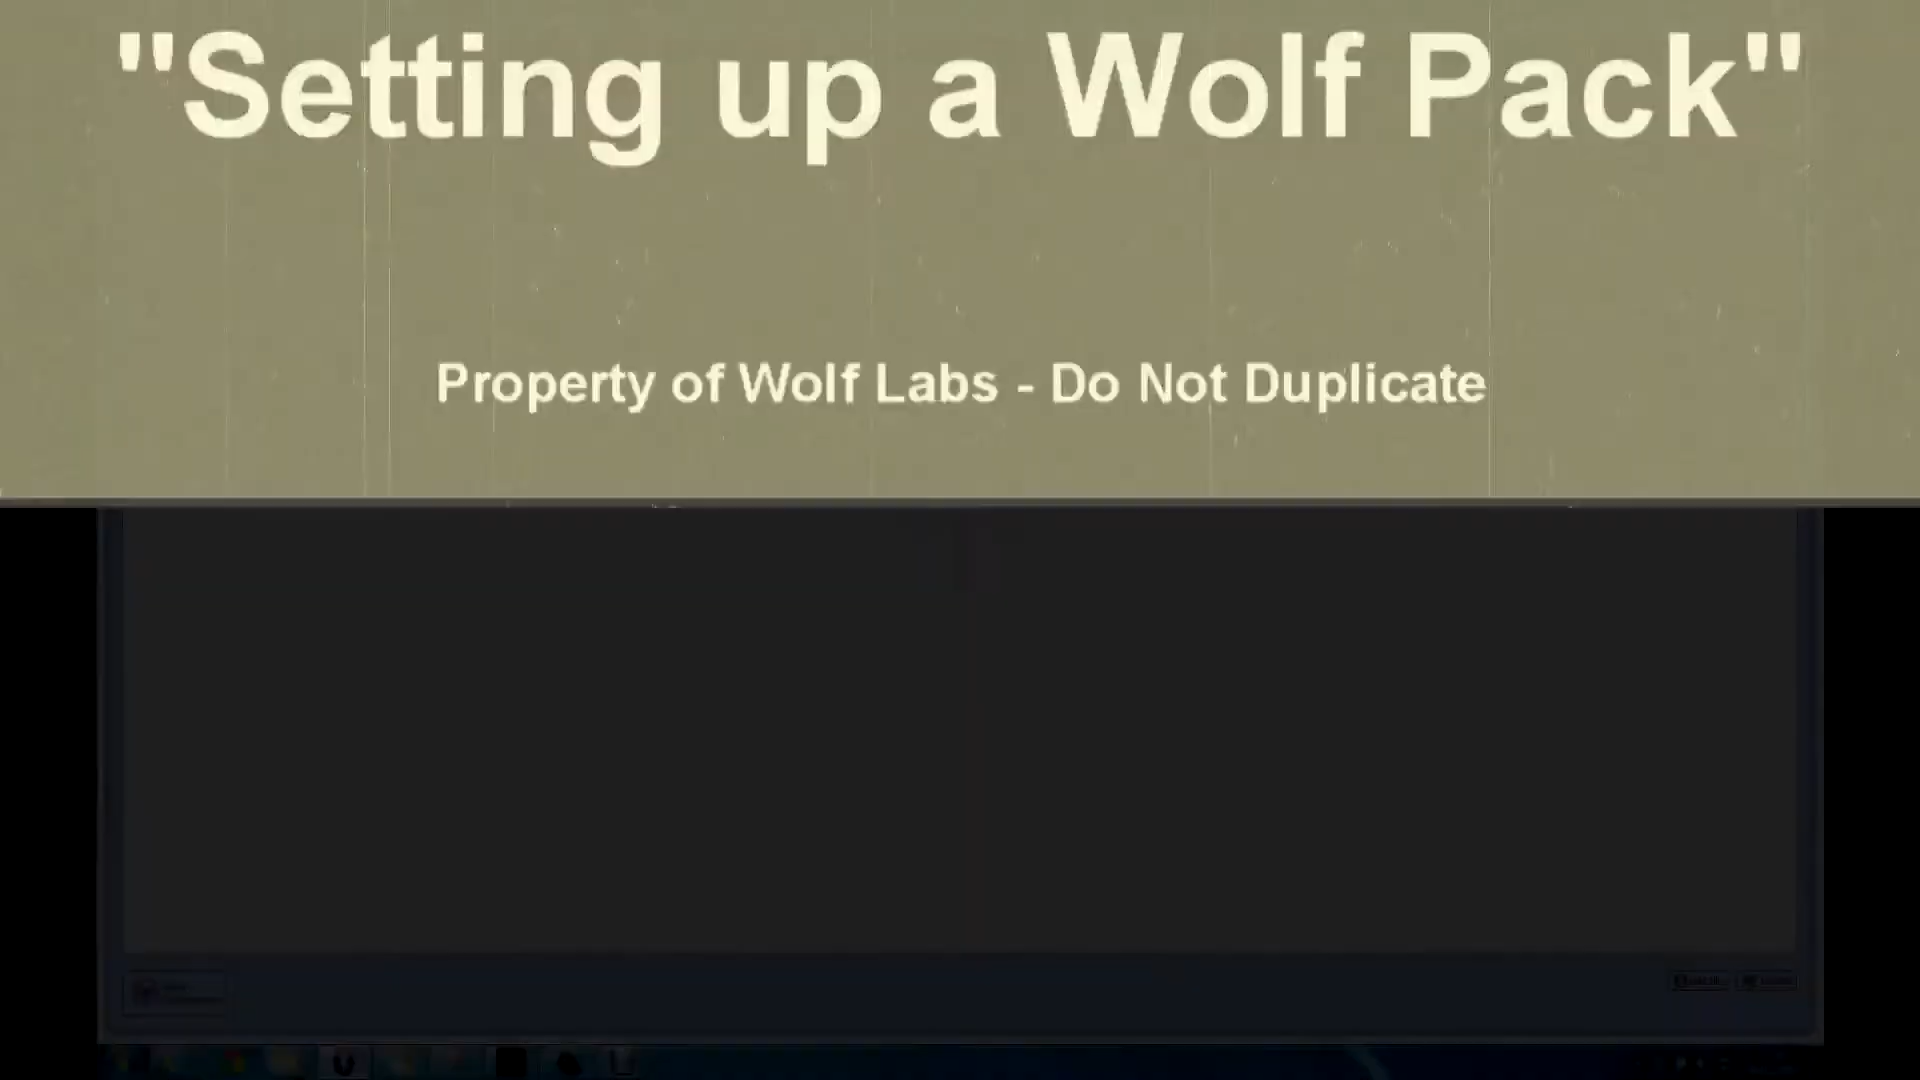 "Setting up a Wolf Pack"
Property of Wolf Labs - Do Not Duplicate